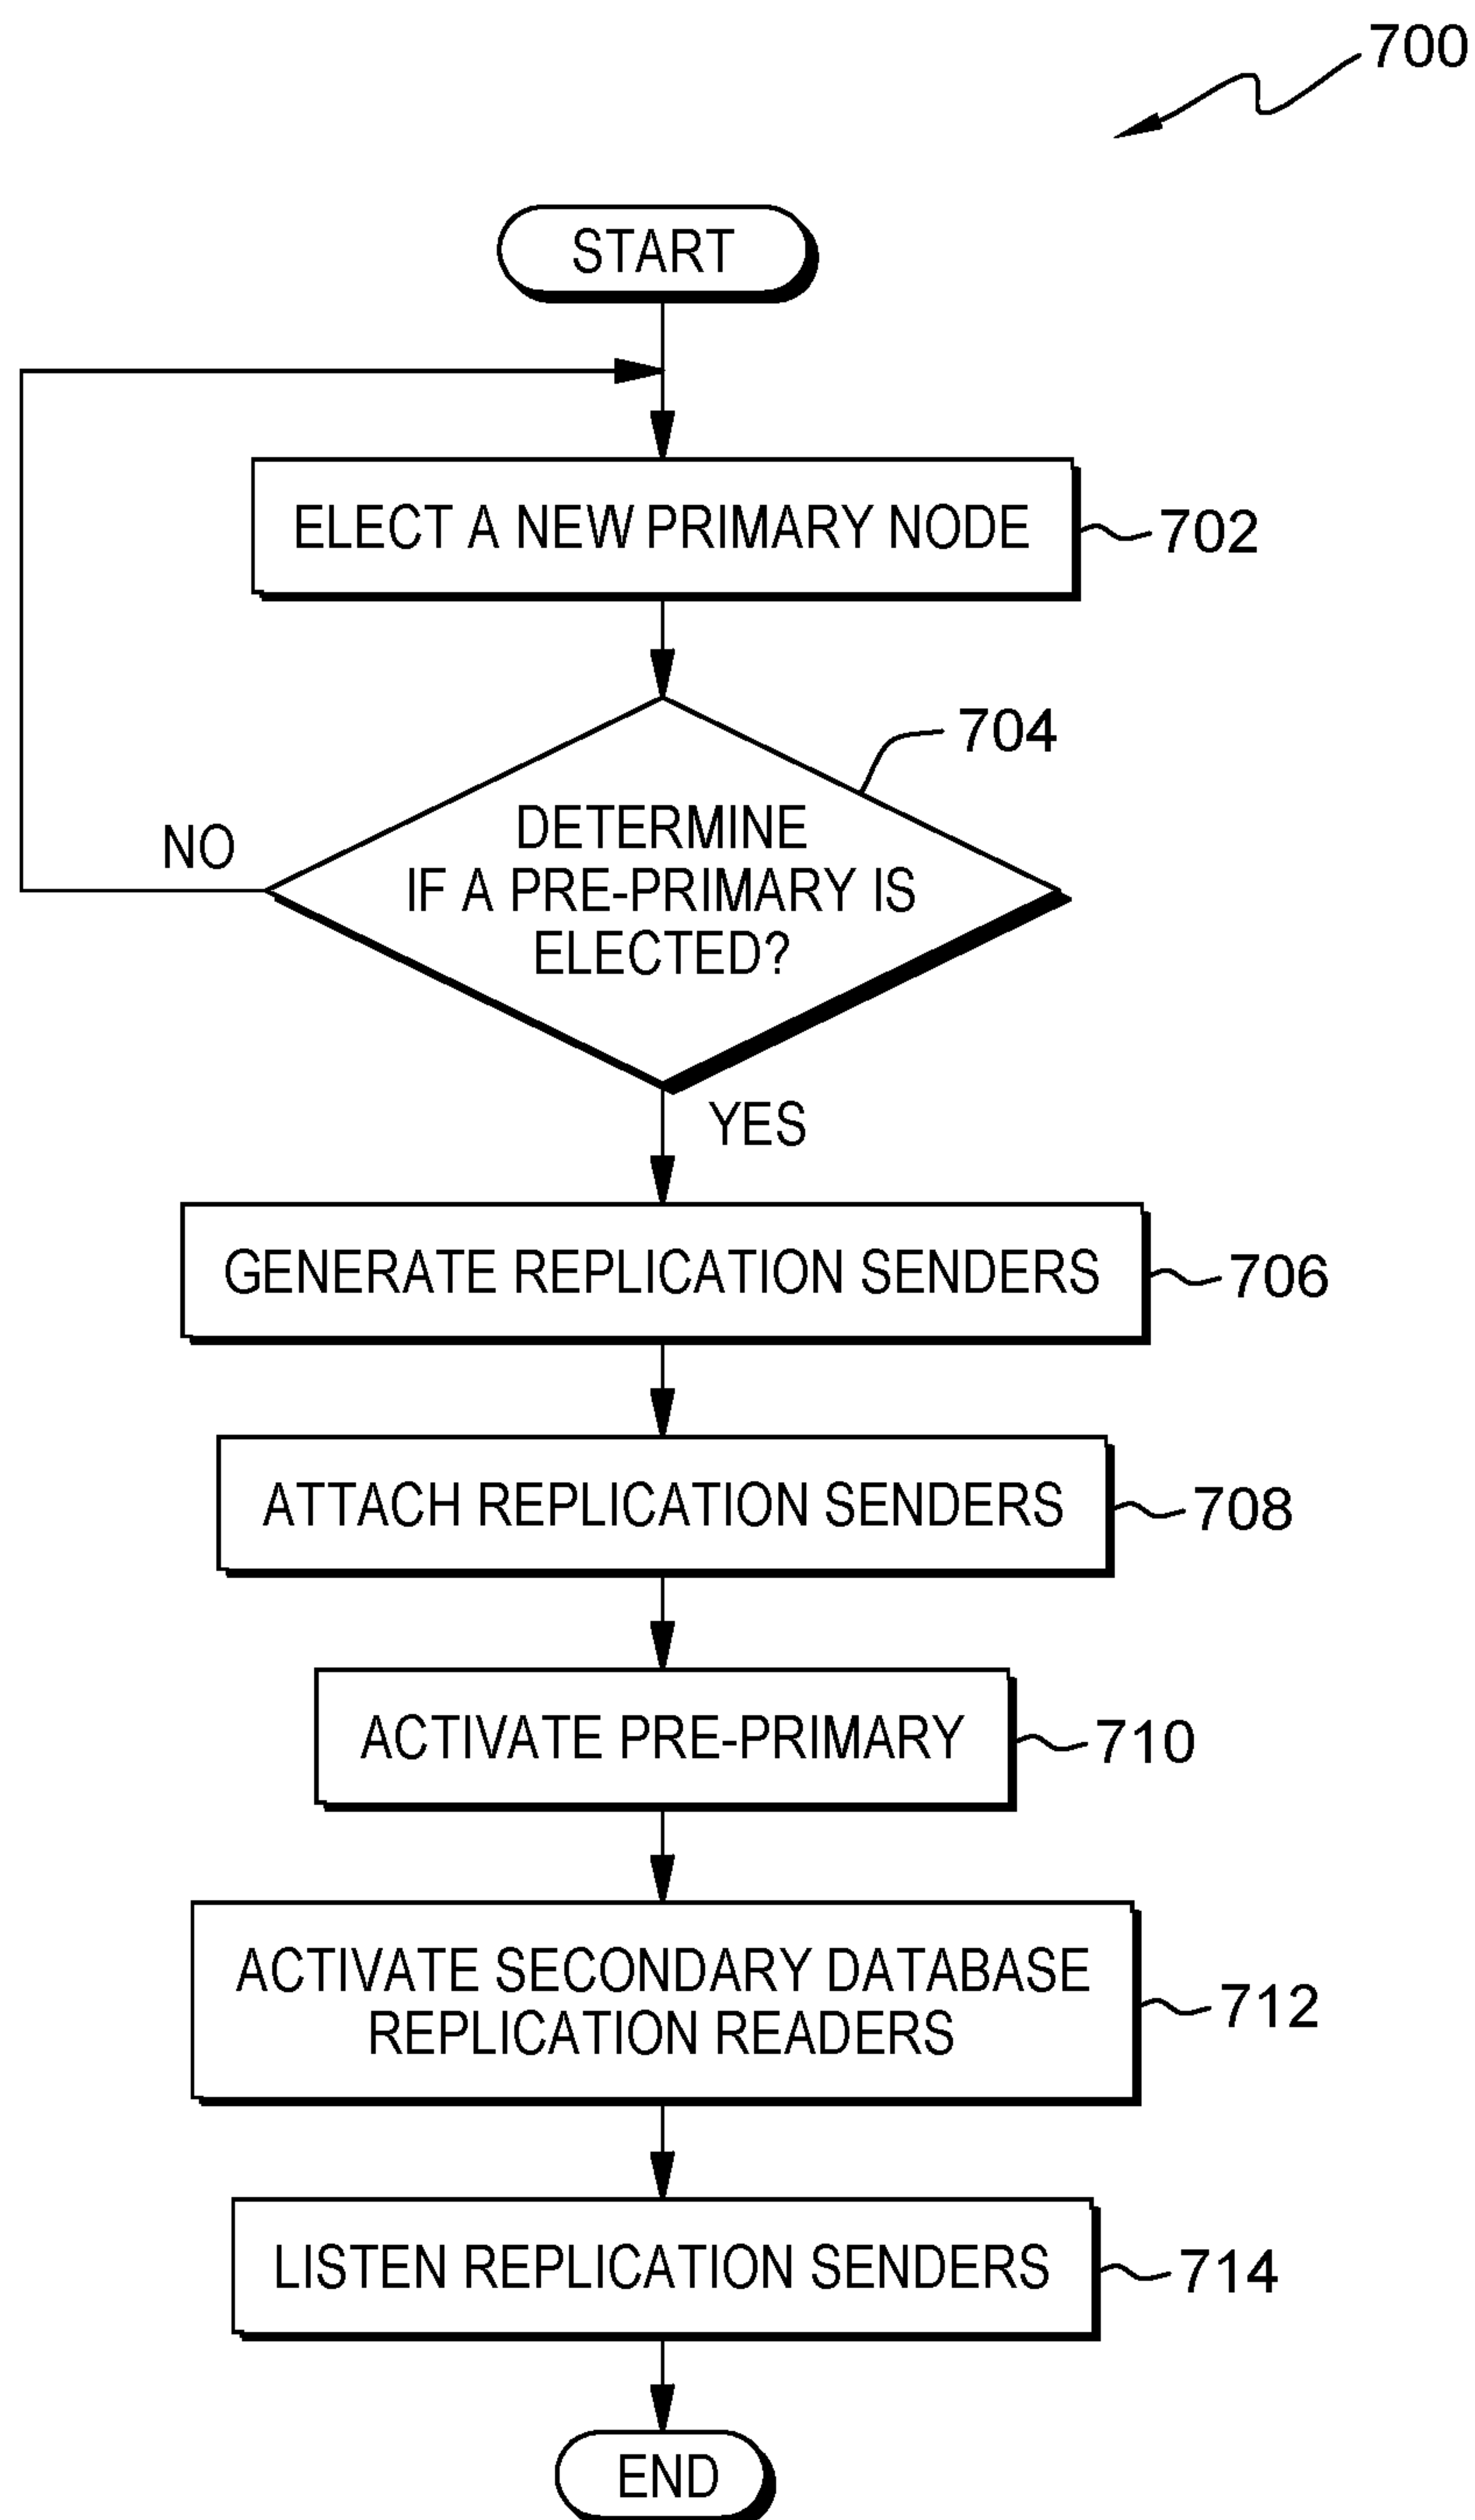 700
START
ELECT A NEW PRIMARY NODE
702
704
DETERMINE
IF A PRE-PRIMARY IS
ELECTED?
NO
YES
GENERATE REPLICATION SENDERS
706
ATTACH REPLICATION SENDERS
708
ACTIVATE PRE-PRIMARY
710
ACTIVATE SECONDARY DATABASE
REPLICATION READERS
712
LISTEN REPLICATION SENDERS
714
END